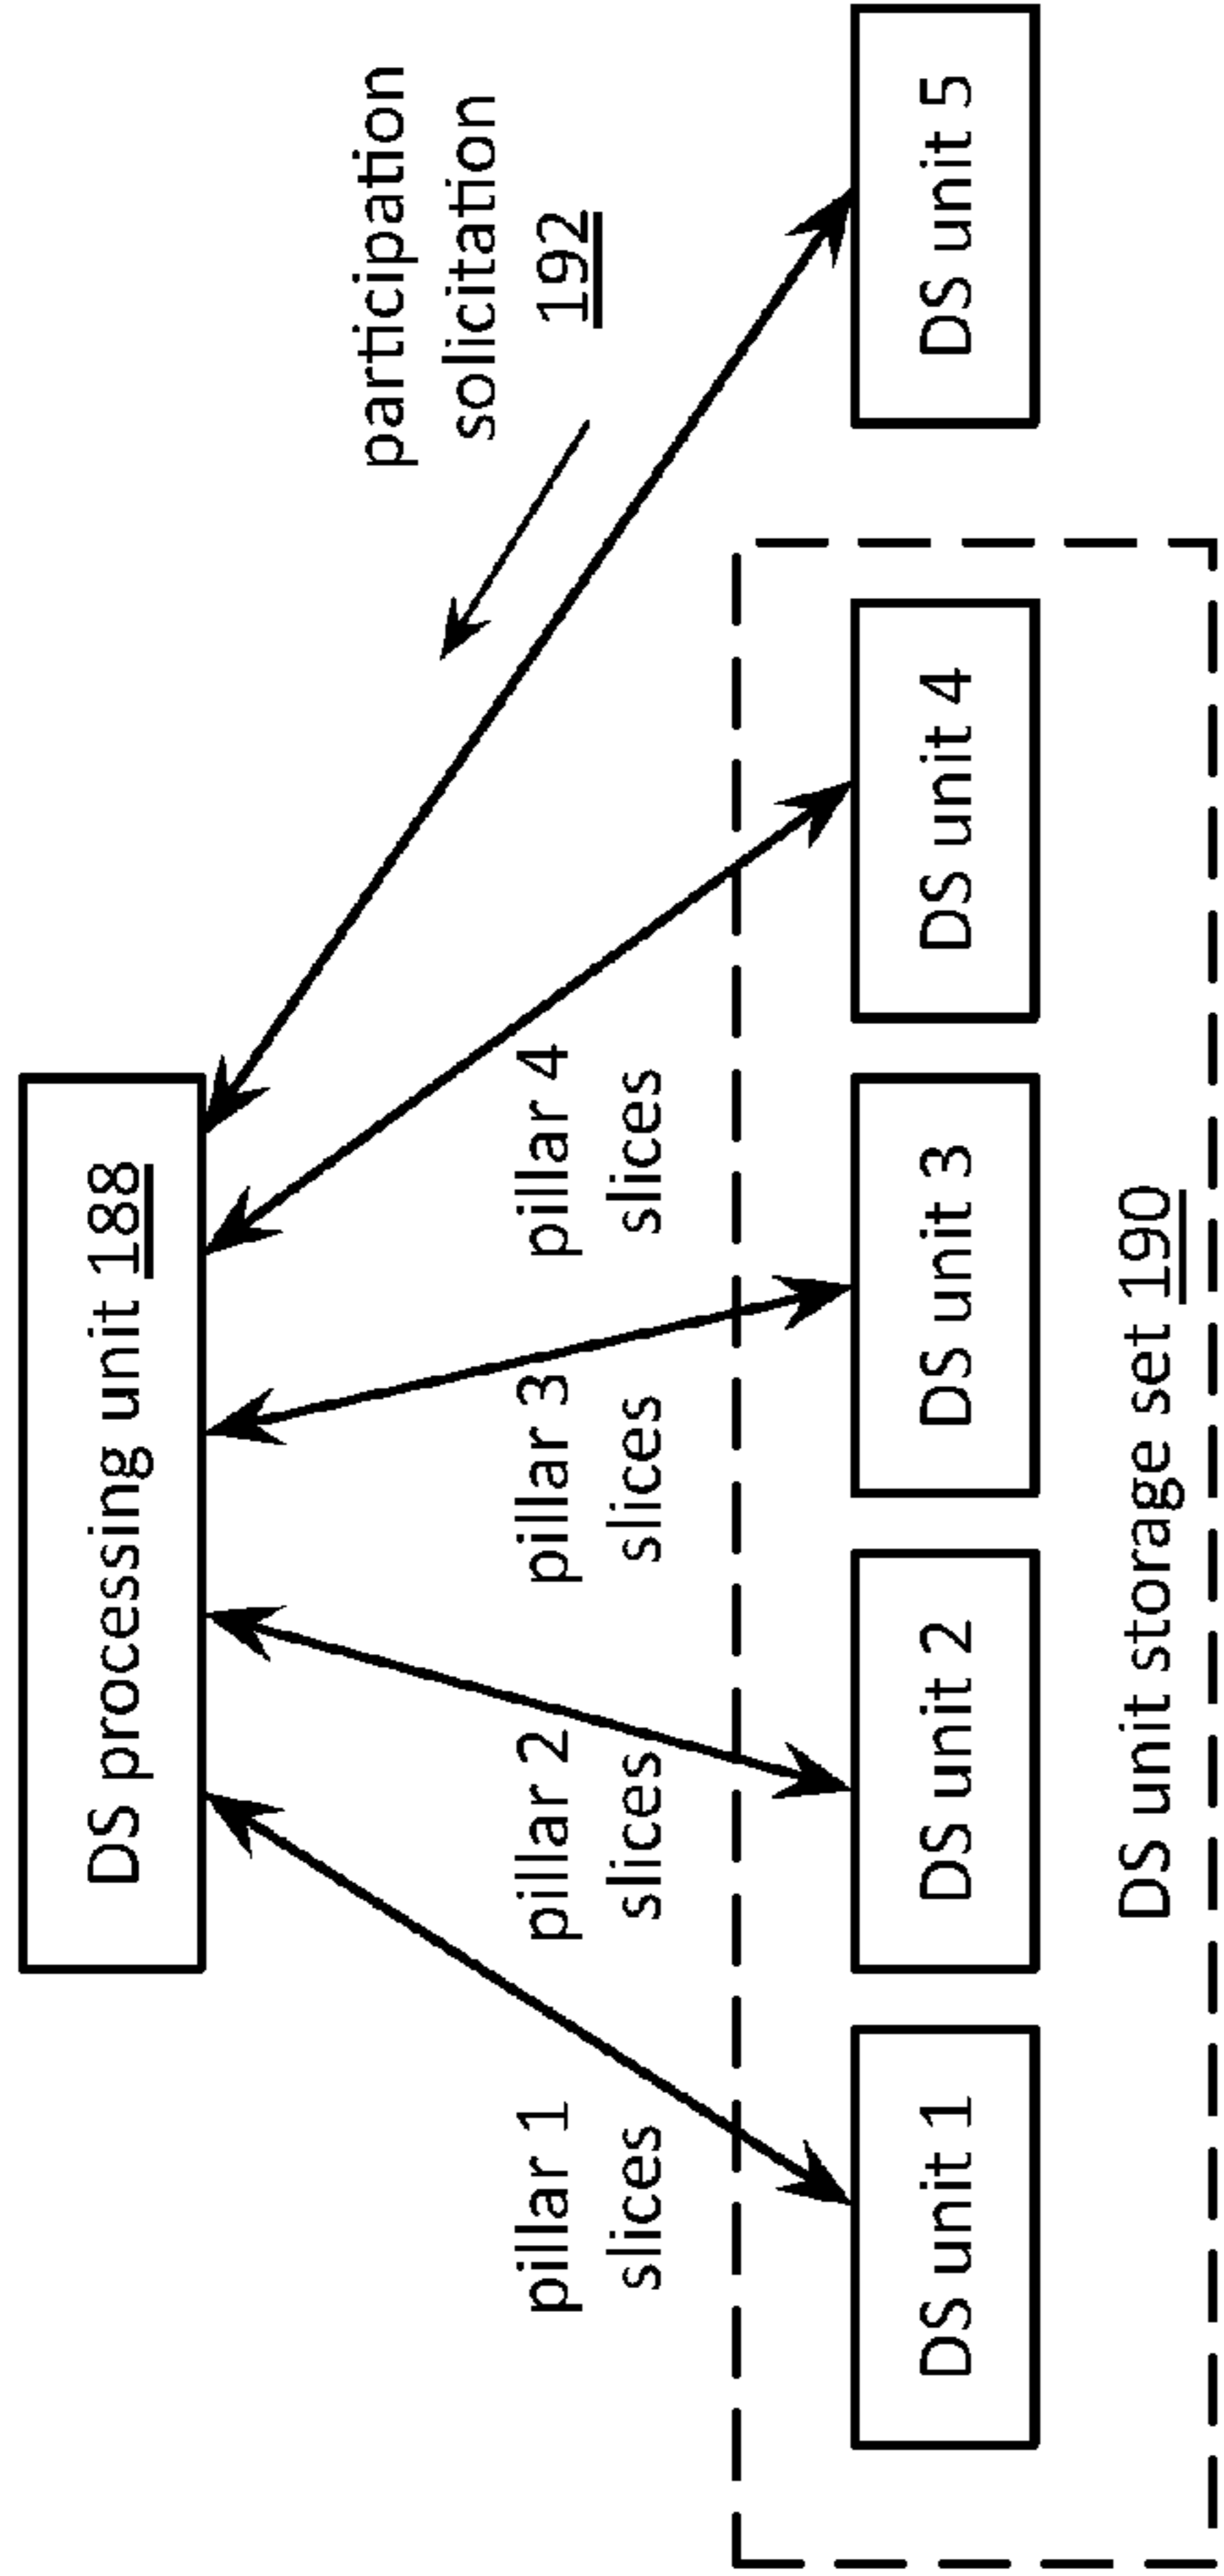 DS processing unit 188
participation
solicitation
192
pillar 1
slices
pillar 2
slices
pillar 3
slices
pillar 4
slices
DS unit 1
DS unit 2
DS unit 3
DS unit 4
DS unit 5
DS unit storage set 190